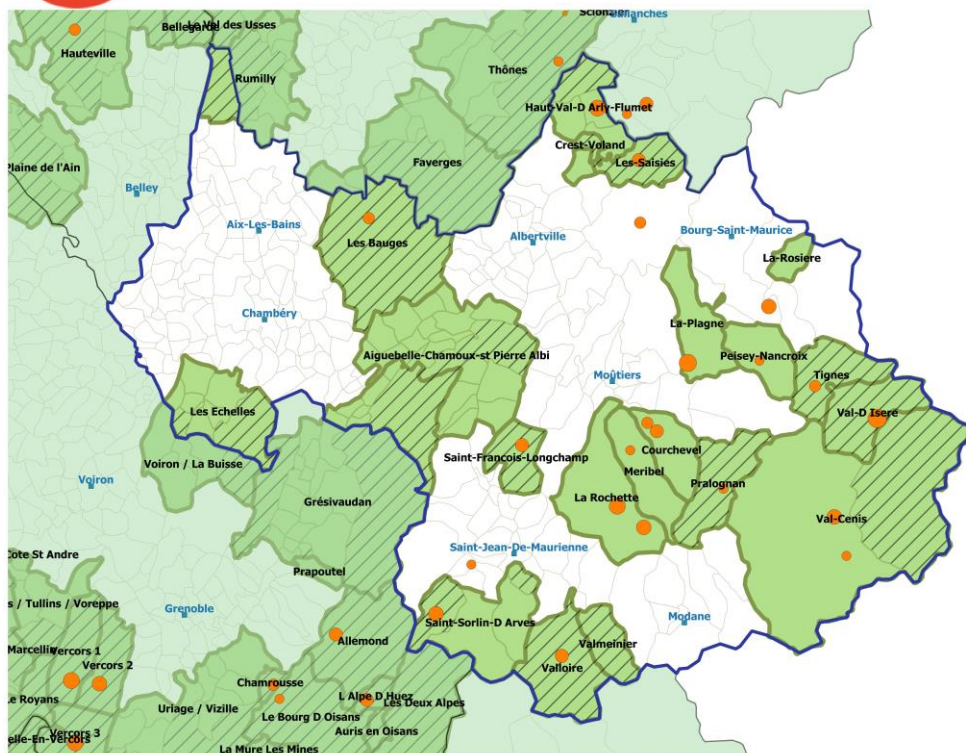 Le Val des Usses
Bellegarde
Hauteville
Rumilly
Thônes
Haut-Val-D Arly-Flumet
Crest-Voland
Les-Saisies
Faverges
Plaine de l'Ain
Belley
Aix-Les-Bains
Les Bauges
Albertville
Bourg-Saint-Maurice
La-Rosiere
Chambéry
La-Plagne
Aiguebelle-Chamoux-st Pierre Albi
Peisey-Nancroix
Moûtiers
Tignes
Les Echelles
Val-D Isere
Voiron / La Buisse
Saint-Francois-Longchamp
Courchevel
Meribel
Pralognan
Voiron
Grésivaudan
La Rochette
Val-Cenis
Cote St Andre
Saint-Jean-De-Maurienne
Prapoutel
s / Tullins / Voreppe
Grenoble
Modane
Saint-Sorlin-D Arves
Allemond
Valmeinier
Marcellin
Vercors 1
Vercors 2
Valloire
Chamrousse
Le Royans
Uriage / Vizille
L Alpe D Huez
Les Deux Alpes
Le Bourg D Oisans
Auris en Oisans
Vercors 3
elle-En-Vercors
La Mure Les Mines